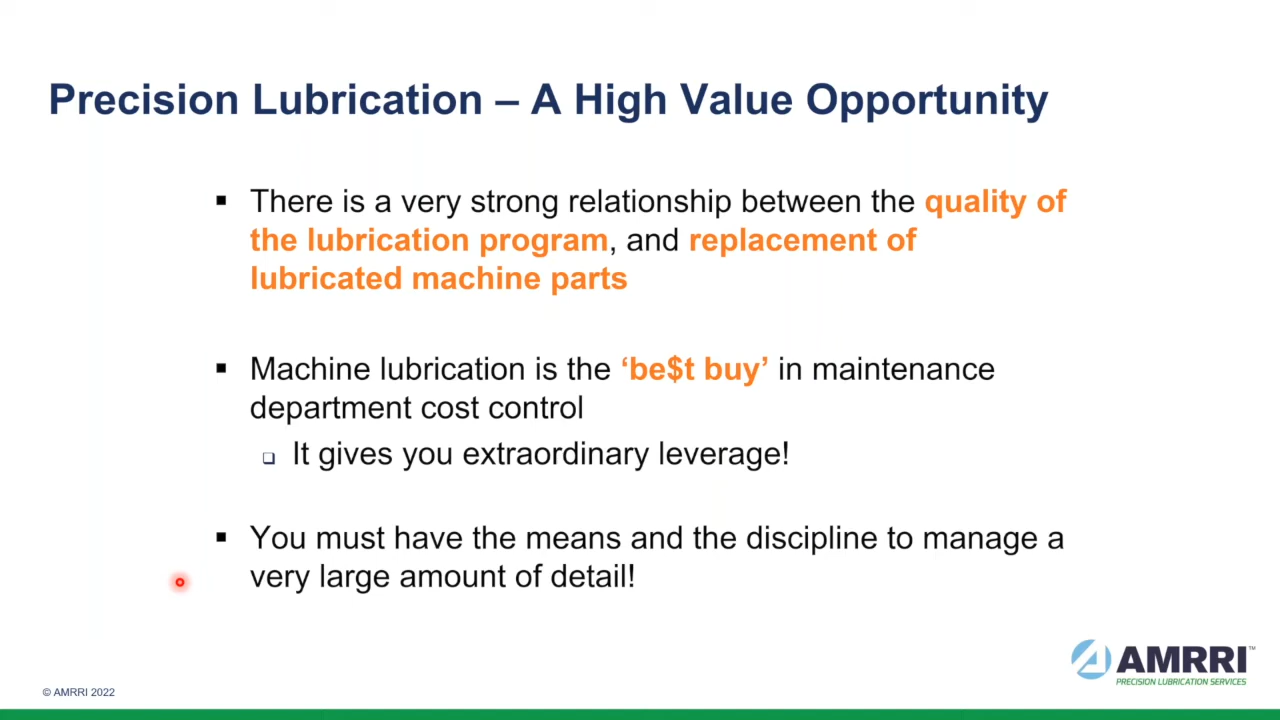 Precision Lubrication – A High Value Opportunity
▪ There is a very strong relationship between the quality of
the lubrication program, and replacement of
lubricated machine parts
▪ Machine lubrication is the ‘be$t buy’ in maintenance
department cost control
❑ It gives you extraordinary leverage!
▪ You must have the means and the discipline to manage a
very large amount of detail!
AMRRI™
PRECISION LUBRICATION SERVICES
© AMRRI 2022